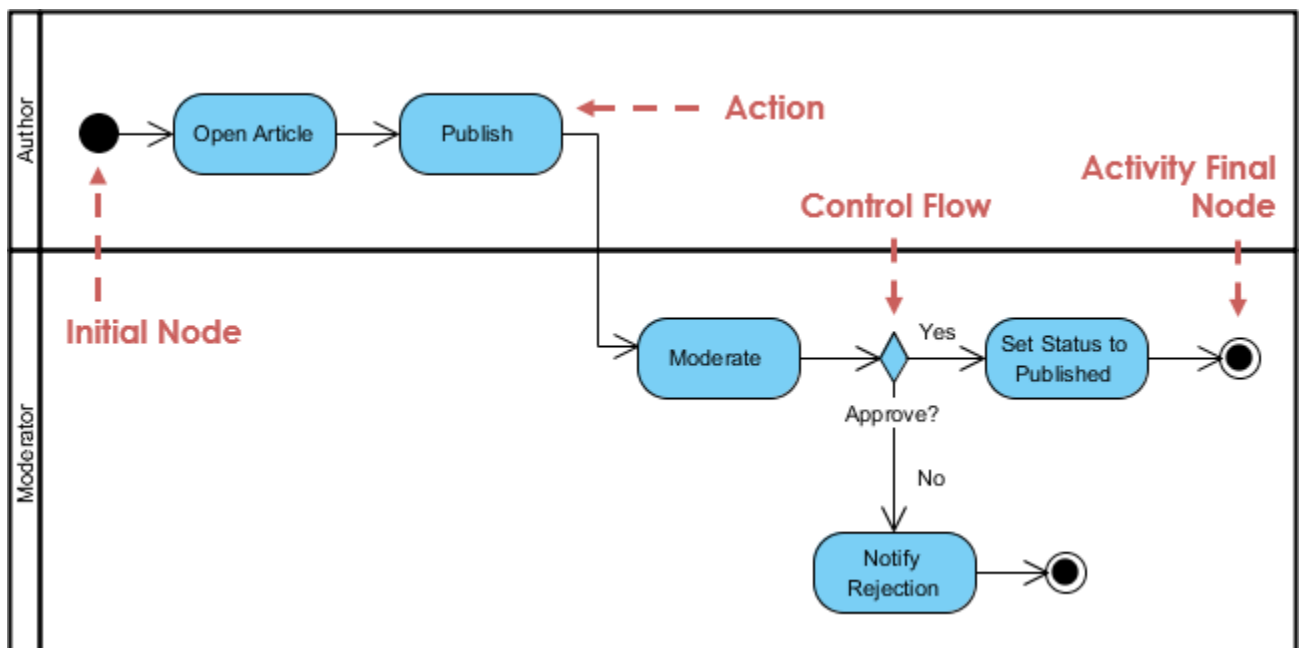 Author
Open Article
Publish
Action
Control Flow
Activity Final
Node
Initial Node
Moderator
Moderate
Yes
Set Status to
Published
Approve?
No
Notify
Rejection